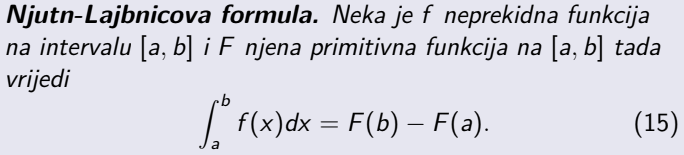 Njutn-Lajbnicova formula. Neka je f neprekidna funkcija
na intervalu [a, b] i F njena primitivna funkcija na [a, b] tada
vrijedi
∫_a^b f(x)dx = F(b) − F(a). (15)